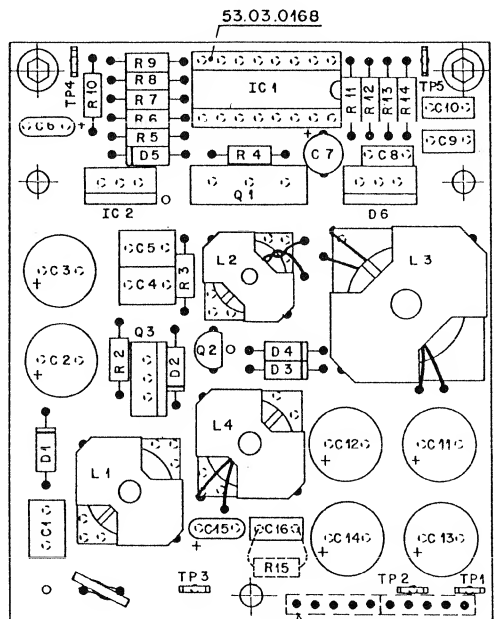 53.03.0168
TP4
R10
R9
R8
R7
R6
R5
D5
IC1
R11
R12
R13
R14
TP5
C10
C9
C6
+
R4
+
C7
C8
IC2
Q1
D6
C3
+
C5
C4
R3
L2
L3
C2
+
R2
Q3
D2
Q2
D4
D3
D1
L1
L4
C12
+
C11
+
C1
C15
+
C16
C14
+
C13
+
R15
TP3
TP2
TP1